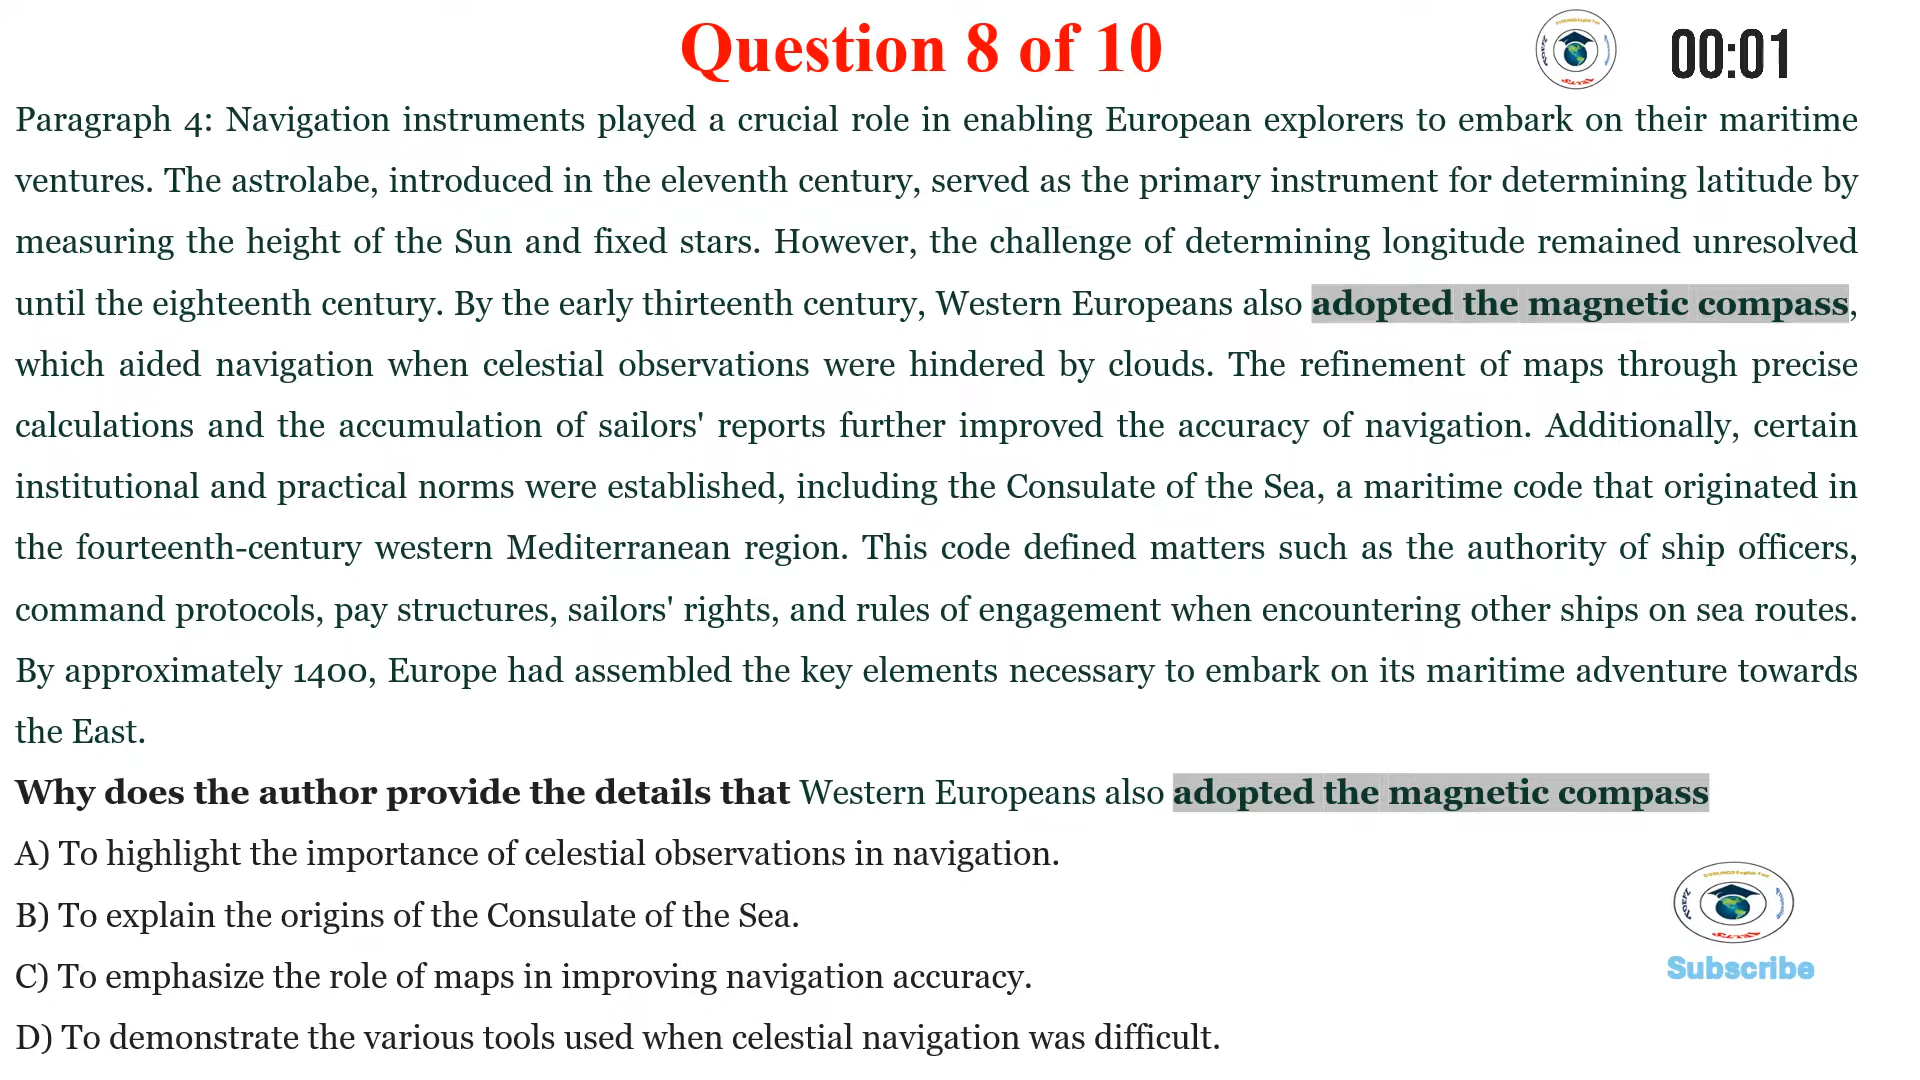 Question 8 of 10
00:01
Paragraph 4: Navigation instruments played a crucial role in enabling European explorers to embark on their maritime
ventures. The astrolabe, introduced in the eleventh century, served as the primary instrument for determining latitude by
measuring the height of the Sun and fixed stars. However, the challenge of determining longitude remained unresolved
until the eighteenth century. By the early thirteenth century, Western Europeans also adopted the magnetic compass,
which aided navigation when celestial observations were hindered by clouds. The refinement of maps through precise
calculations and the accumulation of sailors' reports further improved the accuracy of navigation. Additionally, certain
institutional and practical norms were established, including the Consulate of the Sea, a maritime code that originated in
the fourteenth-century western Mediterranean region. This code defined matters such as the authority of ship officers,
command protocols, pay structures, sailors' rights, and rules of engagement when encountering other ships on sea routes.
By approximately 1400, Europe had assembled the key elements necessary to embark on its maritime adventure towards
the East.
Why does the author provide the details that Western Europeans also adopted the magnetic compass
A) To highlight the importance of celestial observations in navigation.
B) To explain the origins of the Consulate of the Sea.
C) To emphasize the role of maps in improving navigation accuracy.
D) To demonstrate the various tools used when celestial navigation was difficult.
Subscribe